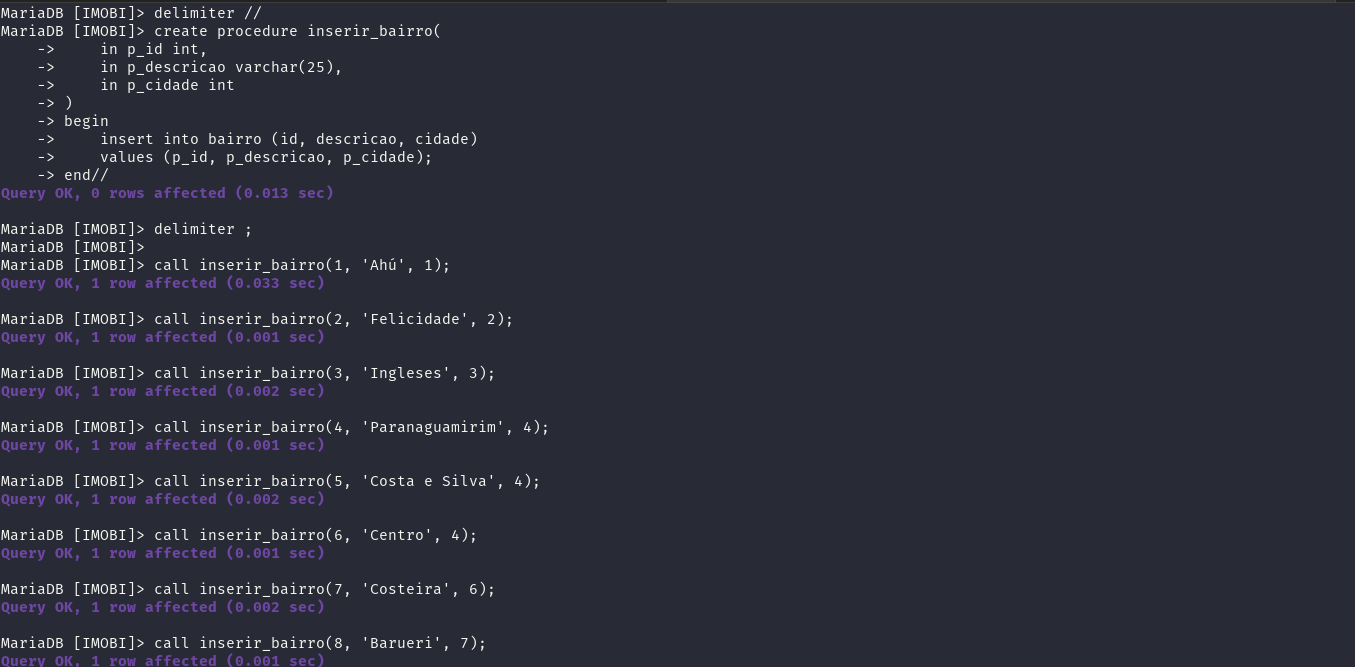 MariaDB [IMOBI]> delimiter //
MariaDB [IMOBI]> create procedure inserir_bairro(
    ->     in p_id int,
    ->     in p_descricao varchar(25),
    ->     in p_cidade int
    -> )
    -> begin
    ->     insert into bairro (id, descricao, cidade)
    ->     values (p_id, p_descricao, p_cidade);
    -> end//
Query OK, 0 rows affected (0.013 sec)

MariaDB [IMOBI]> delimiter ;
MariaDB [IMOBI]>
MariaDB [IMOBI]> call inserir_bairro(1, 'Ahú', 1);
Query OK, 1 row affected (0.033 sec)

MariaDB [IMOBI]> call inserir_bairro(2, 'Felicidade', 2);
Query OK, 1 row affected (0.001 sec)

MariaDB [IMOBI]> call inserir_bairro(3, 'Ingleses', 3);
Query OK, 1 row affected (0.002 sec)

MariaDB [IMOBI]> call inserir_bairro(4, 'Paranaguamirim', 4);
Query OK, 1 row affected (0.001 sec)

MariaDB [IMOBI]> call inserir_bairro(5, 'Costa e Silva', 4);
Query OK, 1 row affected (0.002 sec)

MariaDB [IMOBI]> call inserir_bairro(6, 'Centro', 4);
Query OK, 1 row affected (0.001 sec)

MariaDB [IMOBI]> call inserir_bairro(7, 'Costeira', 6);
Query OK, 1 row affected (0.002 sec)

MariaDB [IMOBI]> call inserir_bairro(8, 'Barueri', 7);
Query OK, 1 row affected (0.001 sec)